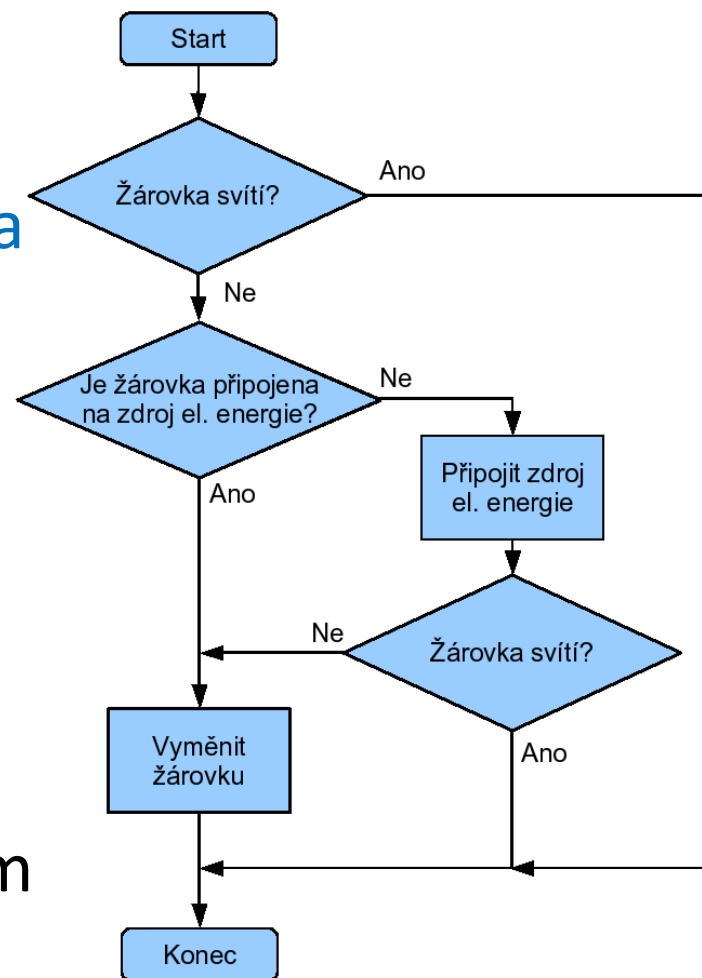 Start
Žárovka svítí?
Ano
a
Ne
Je žárovka připojena
na zdroj el. energie?
Ne
Připojit zdroj
el. energie
Ano
Ne
Žárovka svítí?
Vyměnit
žárovku
Ano
m
Konec